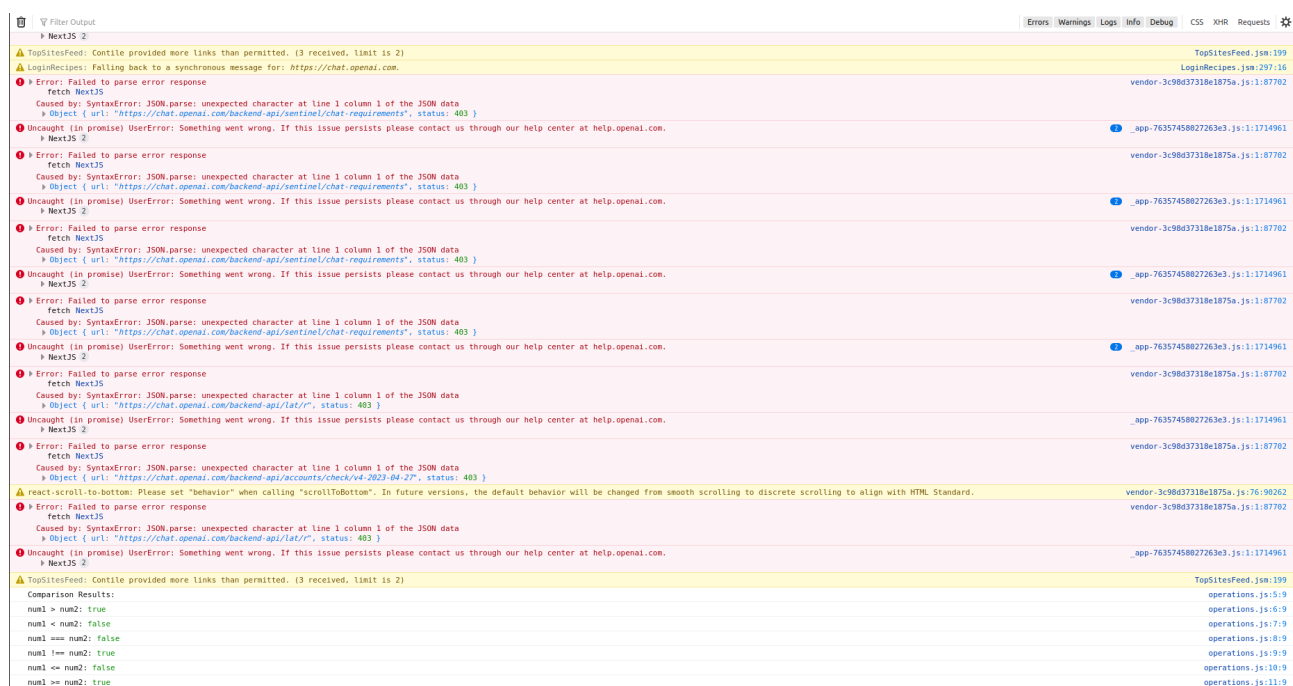 Filter Output Errors Warnings Logs Info Debug CSS XHR Requests
NextJS 2
TopSitesFeed: Contile provided more links than permitted. (3 received, limit is 2) TopSitesFeed.jsm:199
LoginRecipes: Falling back to a synchronous message for: https://chat.openai.com. LoginRecipes.jsm:297:16
Error: Failed to parse error response vendor-3c98d37318e1875a.js:1:87702
fetch NextJS
Caused by: SyntaxError: JSON.parse: unexpected character at line 1 column 1 of the JSON data
Object { url: "https://chat.openai.com/backend-api/sentinel/chat-requirements", status: 403 }
Uncaught (in promise) UserError: Something went wrong. If this issue persists please contact us through our help center at help.openai.com. 2 _app-76357458027263e3.js:1:1714961
NextJS 2
Error: Failed to parse error response vendor-3c98d37318e1875a.js:1:87702
fetch NextJS
Caused by: SyntaxError: JSON.parse: unexpected character at line 1 column 1 of the JSON data
Object { url: "https://chat.openai.com/backend-api/sentinel/chat-requirements", status: 403 }
Uncaught (in promise) UserError: Something went wrong. If this issue persists please contact us through our help center at help.openai.com. 2 _app-76357458027263e3.js:1:1714961
NextJS 2
Error: Failed to parse error response vendor-3c98d37318e1875a.js:1:87702
fetch NextJS
Caused by: SyntaxError: JSON.parse: unexpected character at line 1 column 1 of the JSON data
Object { url: "https://chat.openai.com/backend-api/sentinel/chat-requirements", status: 403 }
Uncaught (in promise) UserError: Something went wrong. If this issue persists please contact us through our help center at help.openai.com. 2 _app-76357458027263e3.js:1:1714961
NextJS 2
Error: Failed to parse error response vendor-3c98d37318e1875a.js:1:87702
fetch NextJS
Caused by: SyntaxError: JSON.parse: unexpected character at line 1 column 1 of the JSON data
Object { url: "https://chat.openai.com/backend-api/sentinel/chat-requirements", status: 403 }
Uncaught (in promise) UserError: Something went wrong. If this issue persists please contact us through our help center at help.openai.com. 2 _app-76357458027263e3.js:1:1714961
NextJS 2
Error: Failed to parse error response vendor-3c98d37318e1875a.js:1:87702
fetch NextJS
Caused by: SyntaxError: JSON.parse: unexpected character at line 1 column 1 of the JSON data
Object { url: "https://chat.openai.com/backend-api/lat/r", status: 403 }
Uncaught (in promise) UserError: Something went wrong. If this issue persists please contact us through our help center at help.openai.com. _app-76357458027263e3.js:1:1714961
NextJS 2
Error: Failed to parse error response vendor-3c98d37318e1875a.js:1:87702
fetch NextJS
Caused by: SyntaxError: JSON.parse: unexpected character at line 1 column 1 of the JSON data
Object { url: "https://chat.openai.com/backend-api/accounts/check/v4-2023-04-27", status: 403 }
react-scroll-to-bottom: Please set "behavior" when calling "scrollToBottom". In future versions, the default behavior will be changed from smooth scrolling to discrete scrolling to align with HTML Standard. vendor-3c98d37318e1875a.js:76:90262
Error: Failed to parse error response vendor-3c98d37318e1875a.js:1:87702
fetch NextJS
Caused by: SyntaxError: JSON.parse: unexpected character at line 1 column 1 of the JSON data
Object { url: "https://chat.openai.com/backend-api/lat/r", status: 403 }
Uncaught (in promise) UserError: Something went wrong. If this issue persists please contact us through our help center at help.openai.com. _app-76357458027263e3.js:1:1714961
NextJS 2
TopSitesFeed: Contile provided more links than permitted. (3 received, limit is 2) TopSitesFeed.jsm:199
Comparison Results: operations.js:5:9
num1 > num2: true operations.js:6:9
num1 < num2: false operations.js:7:9
num1 === num2: false operations.js:8:9
num1 !== num2: true operations.js:9:9
num1 <= num2: false operations.js:10:9
num1 >= num2: true operations.js:11:9